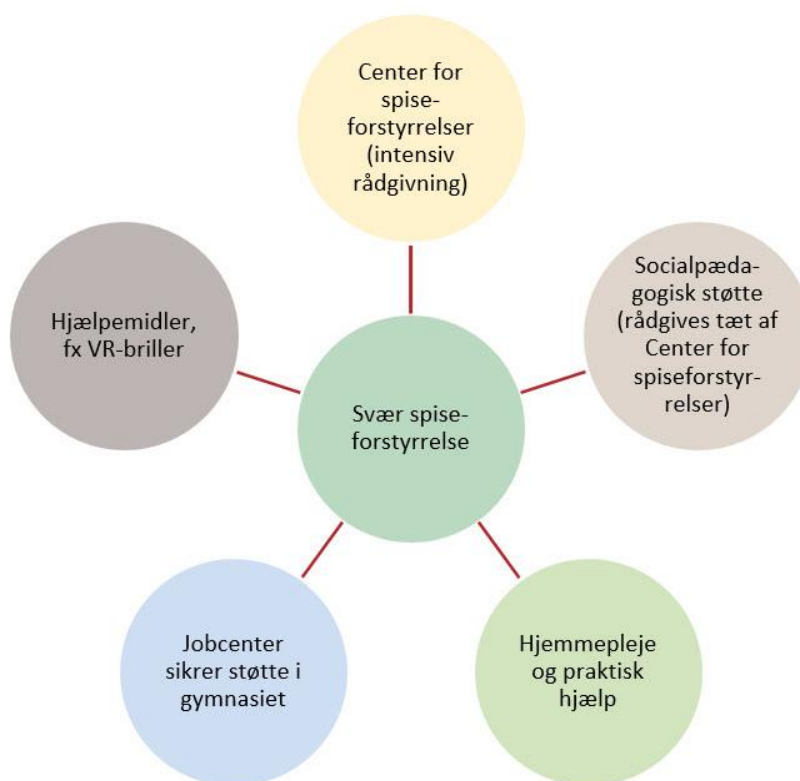 Center for
spise-
forstyrrelser
(intensiv
rådgivning)
Socialpæda-
gogisk støtte
(rådgives tæt af
Center for
spiseforstyr-
relser)
Hjemmepleje
og praktisk
hjælp
Jobcenter
sikrer støtte i
gymnasiet
Hjælpemidler,
fx VR-briller
Svær spise-
forstyrrelse